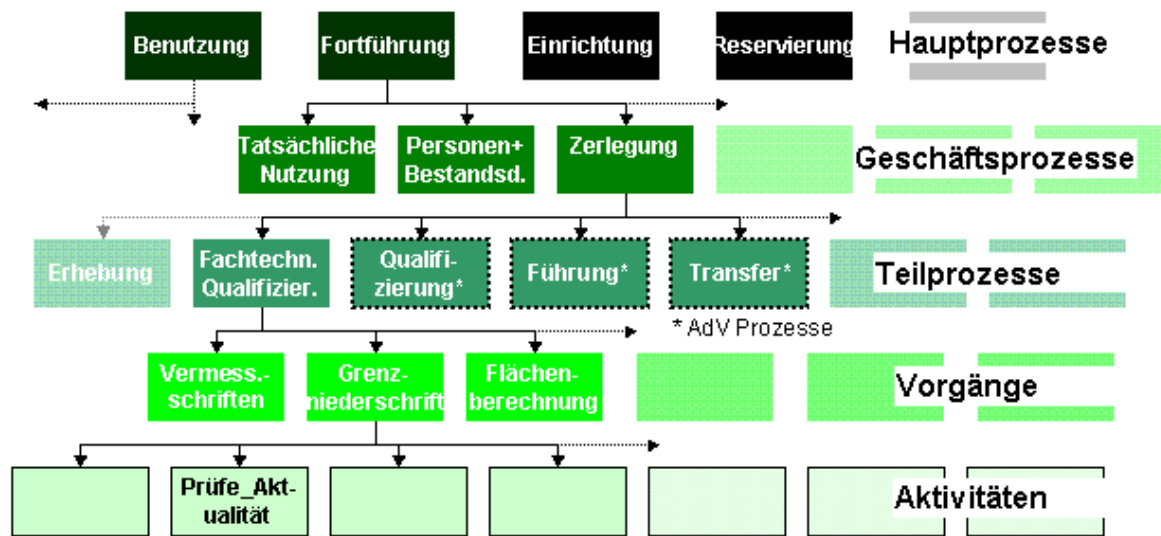 Benutzung
Fortführung
Einrichtung
Reservierung
Hauptprozesse
Tatsächliche
Nutzung
Personen+
Bestandsd.
Zerlegung
Geschäftsprozesse
Erhebung
Fachtechn.
Qualifizier.
Qualifi-
zierung*
Führung*
Transfer*
Teilprozesse
* AdV Prozesse
Vermess.-
schriften
Grenz-
niederschrift
Flächen-
berechnung
Vorgänge
Prüfe_Akt-
ualität
Aktivitäten